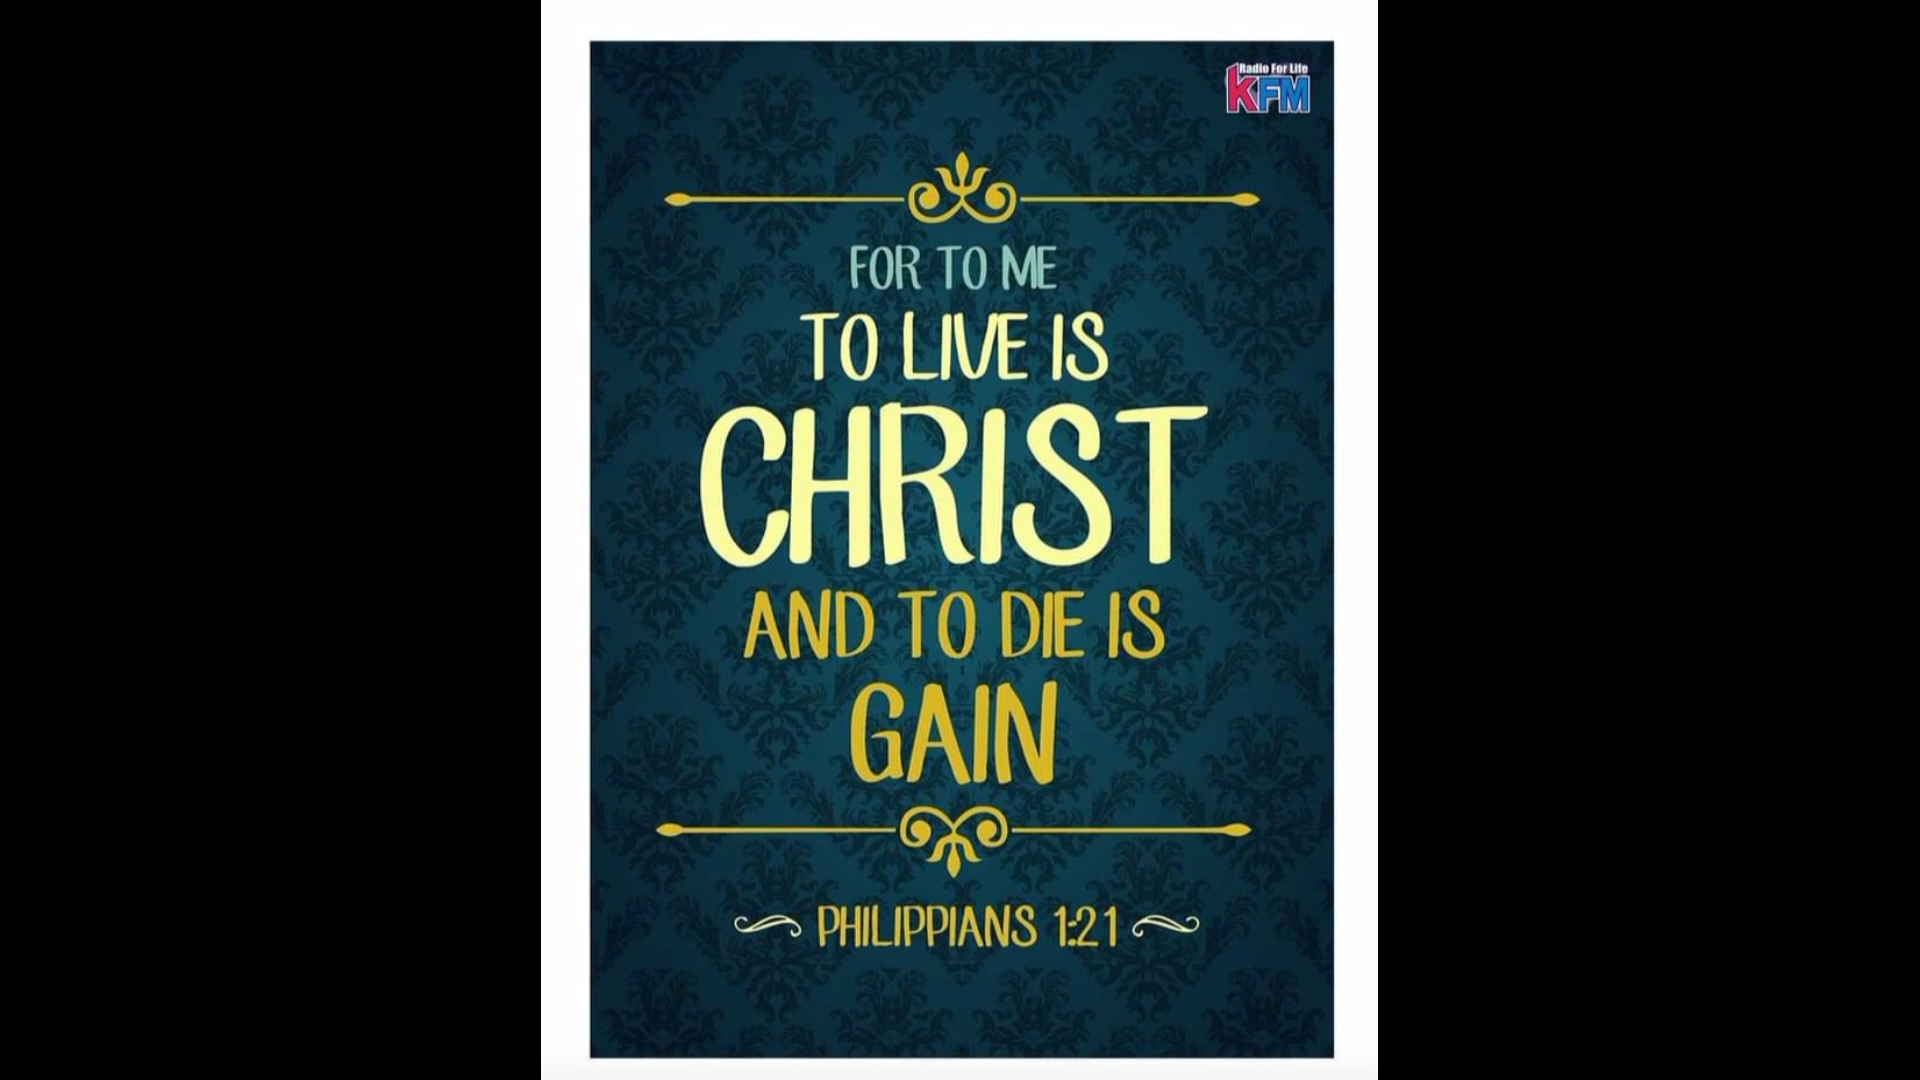 Radio For Life
KFM
FOR TO ME
TO LIVE IS
CHRIST
AND TO DIE IS
GAIN
PHILIPPIANS 1:21